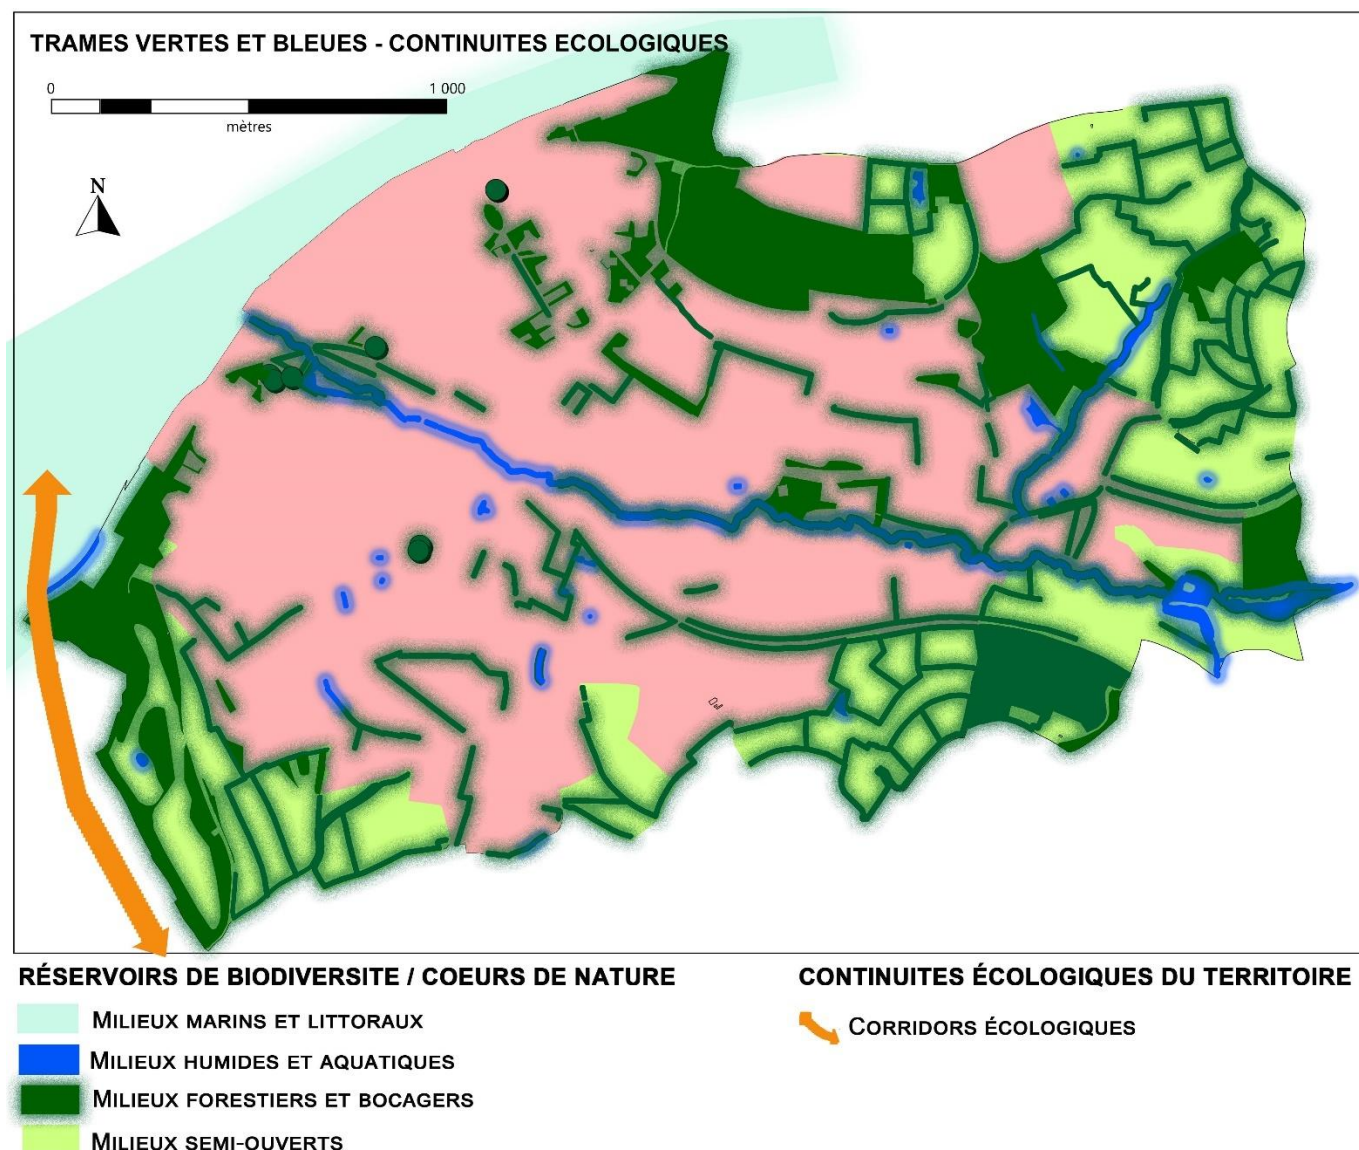 TRAMES VERTES ET BLEUES - CONTINUITES ECOLOGIQUES
0 1 000
mètres
N
RÉSERVOIRS DE BIODIVERSITE / COEURS DE NATURE
MILIEUX MARINS ET LITTORAUX
MILIEUX HUMIDES ET AQUATIQUES
MILIEUX FORESTIERS ET BOCAGERS
MILIEUX SEMI-OUVERTS
CONTINUITES ÉCOLOGIQUES DU TERRITOIRE
CORRIDORS ÉCOLOGIQUES